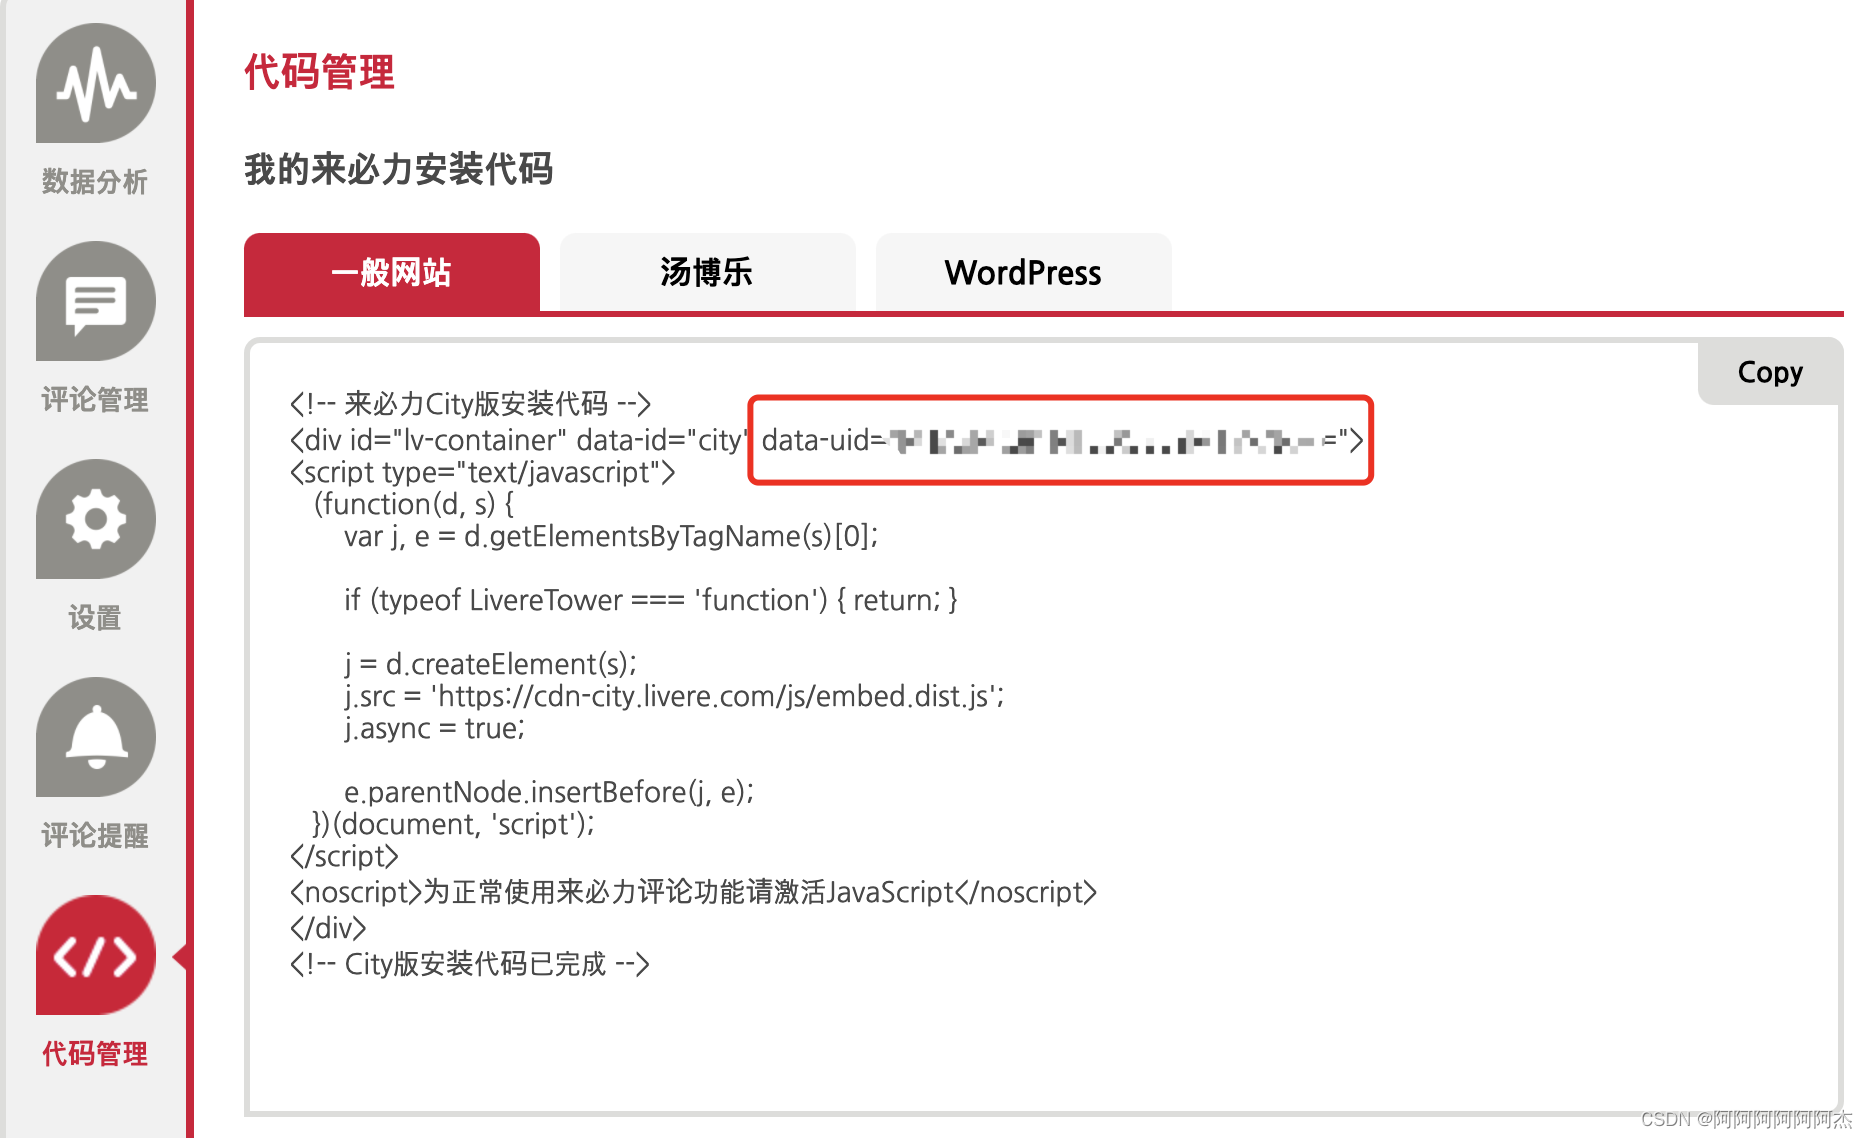 数据分析
评论管理
设置
评论提醒
代码管理
代码管理
我的来必力安装代码
一般网站
汤博乐
WordPress
Copy
<!-- 来必力City版安装代码 -->
<div id="lv-container" data-id="city" data-uid= =">
<script type="text/javascript">
(function(d, s) {
var j, e = d.getElementsByTagName(s)[0];
if (typeof LivereTower === 'function') { return; }
j = d.createElement(s);
j.src = 'https://cdn-city.livere.com/js/embed.dist.js';
j.async = true;
e.parentNode.insertBefore(j, e);
})(document, 'script');
</script>
<noscript>为正常使用来必力评论功能请激活JavaScript</noscript>
</div>
<!-- City版安装代码已完成 -->
CSDN @阿阿阿阿阿阿杰